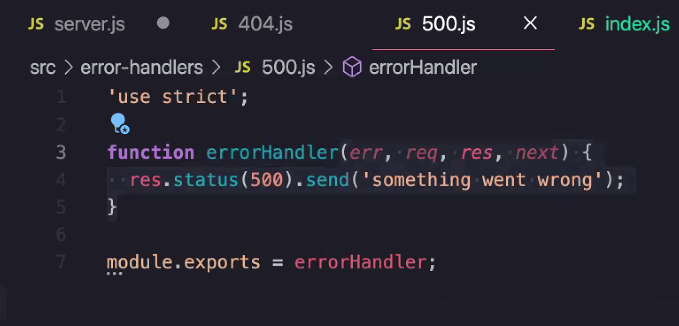 JS server.js JS 404.js JS 500.js JS index.js
src > error-handlers > JS 500.js > errorHandler
1 'use strict';
2
3 function errorHandler(err, req, res, next) {
4 res.status(500).send('something went wrong');
5 }
6
7 module.exports = errorHandler;